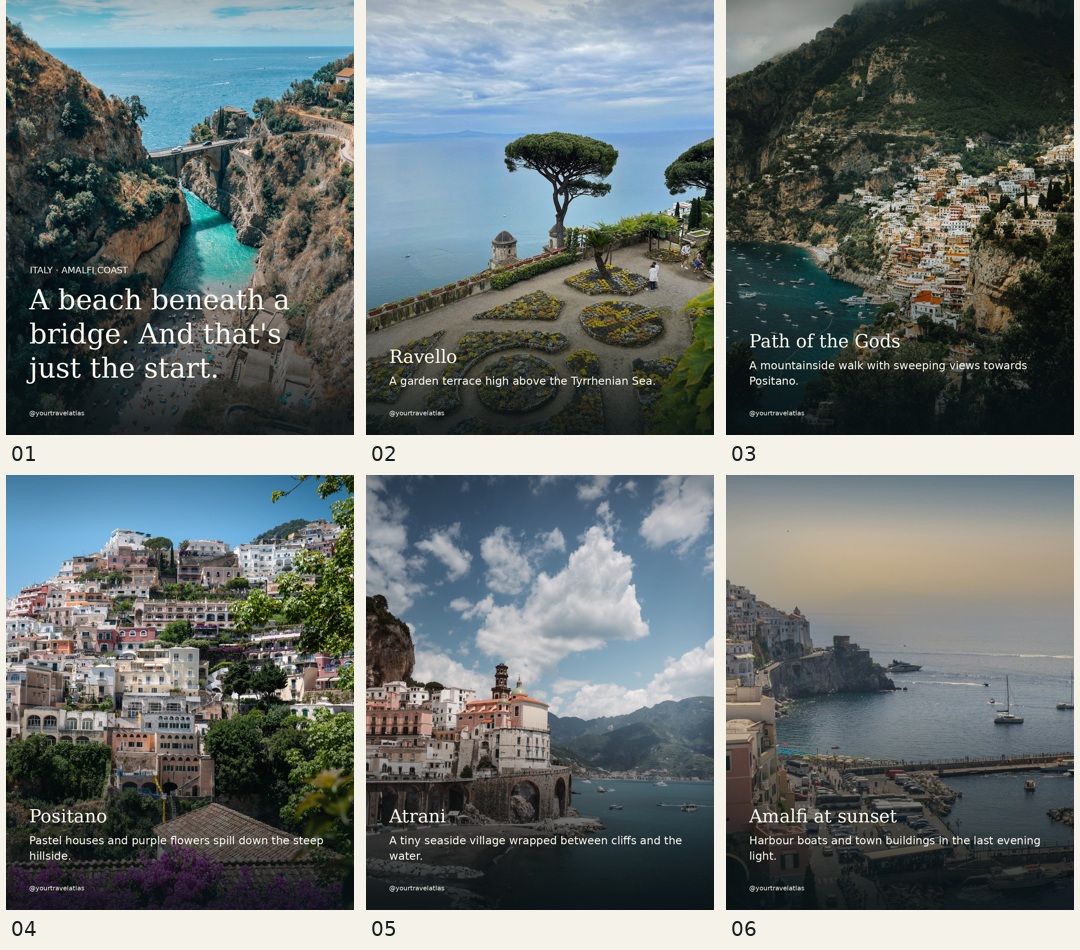 ITALY · AMALFI COAST
A beach beneath a
bridge. And that's
just the start.
@yourtravelatlas
01
Ravello
A garden terrace high above the Tyrrhenian Sea.
02
Path of the Gods
A mountainside walk with sweeping views towards
Positano.
@yourtravelatlas
03
Positano
Pastel houses and purple flowers spill down the steep
hillside.
@yourtravelatlas
04
Atrani
A tiny seaside village wrapped between cliffs and the
water.
@yourtravelatlas
05
Amalfi at sunset
Harbour boats and town buildings in the last evening
light.
@yourtravelatlas
06